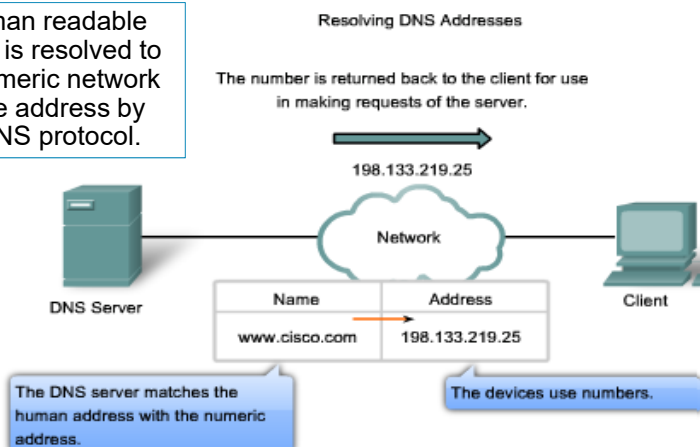 an readable
is resolved to
meric network
e address by
NS protocol.
Resolving DNS Addresses
The number is returned back to the client for use
in making requests of the server.
198.133.219.25
Network
DNS Server
Client
Name Address
www.cisco.com 198.133.219.25
The DNS server matches the
human address with the numeric
address.
The devices use numbers.